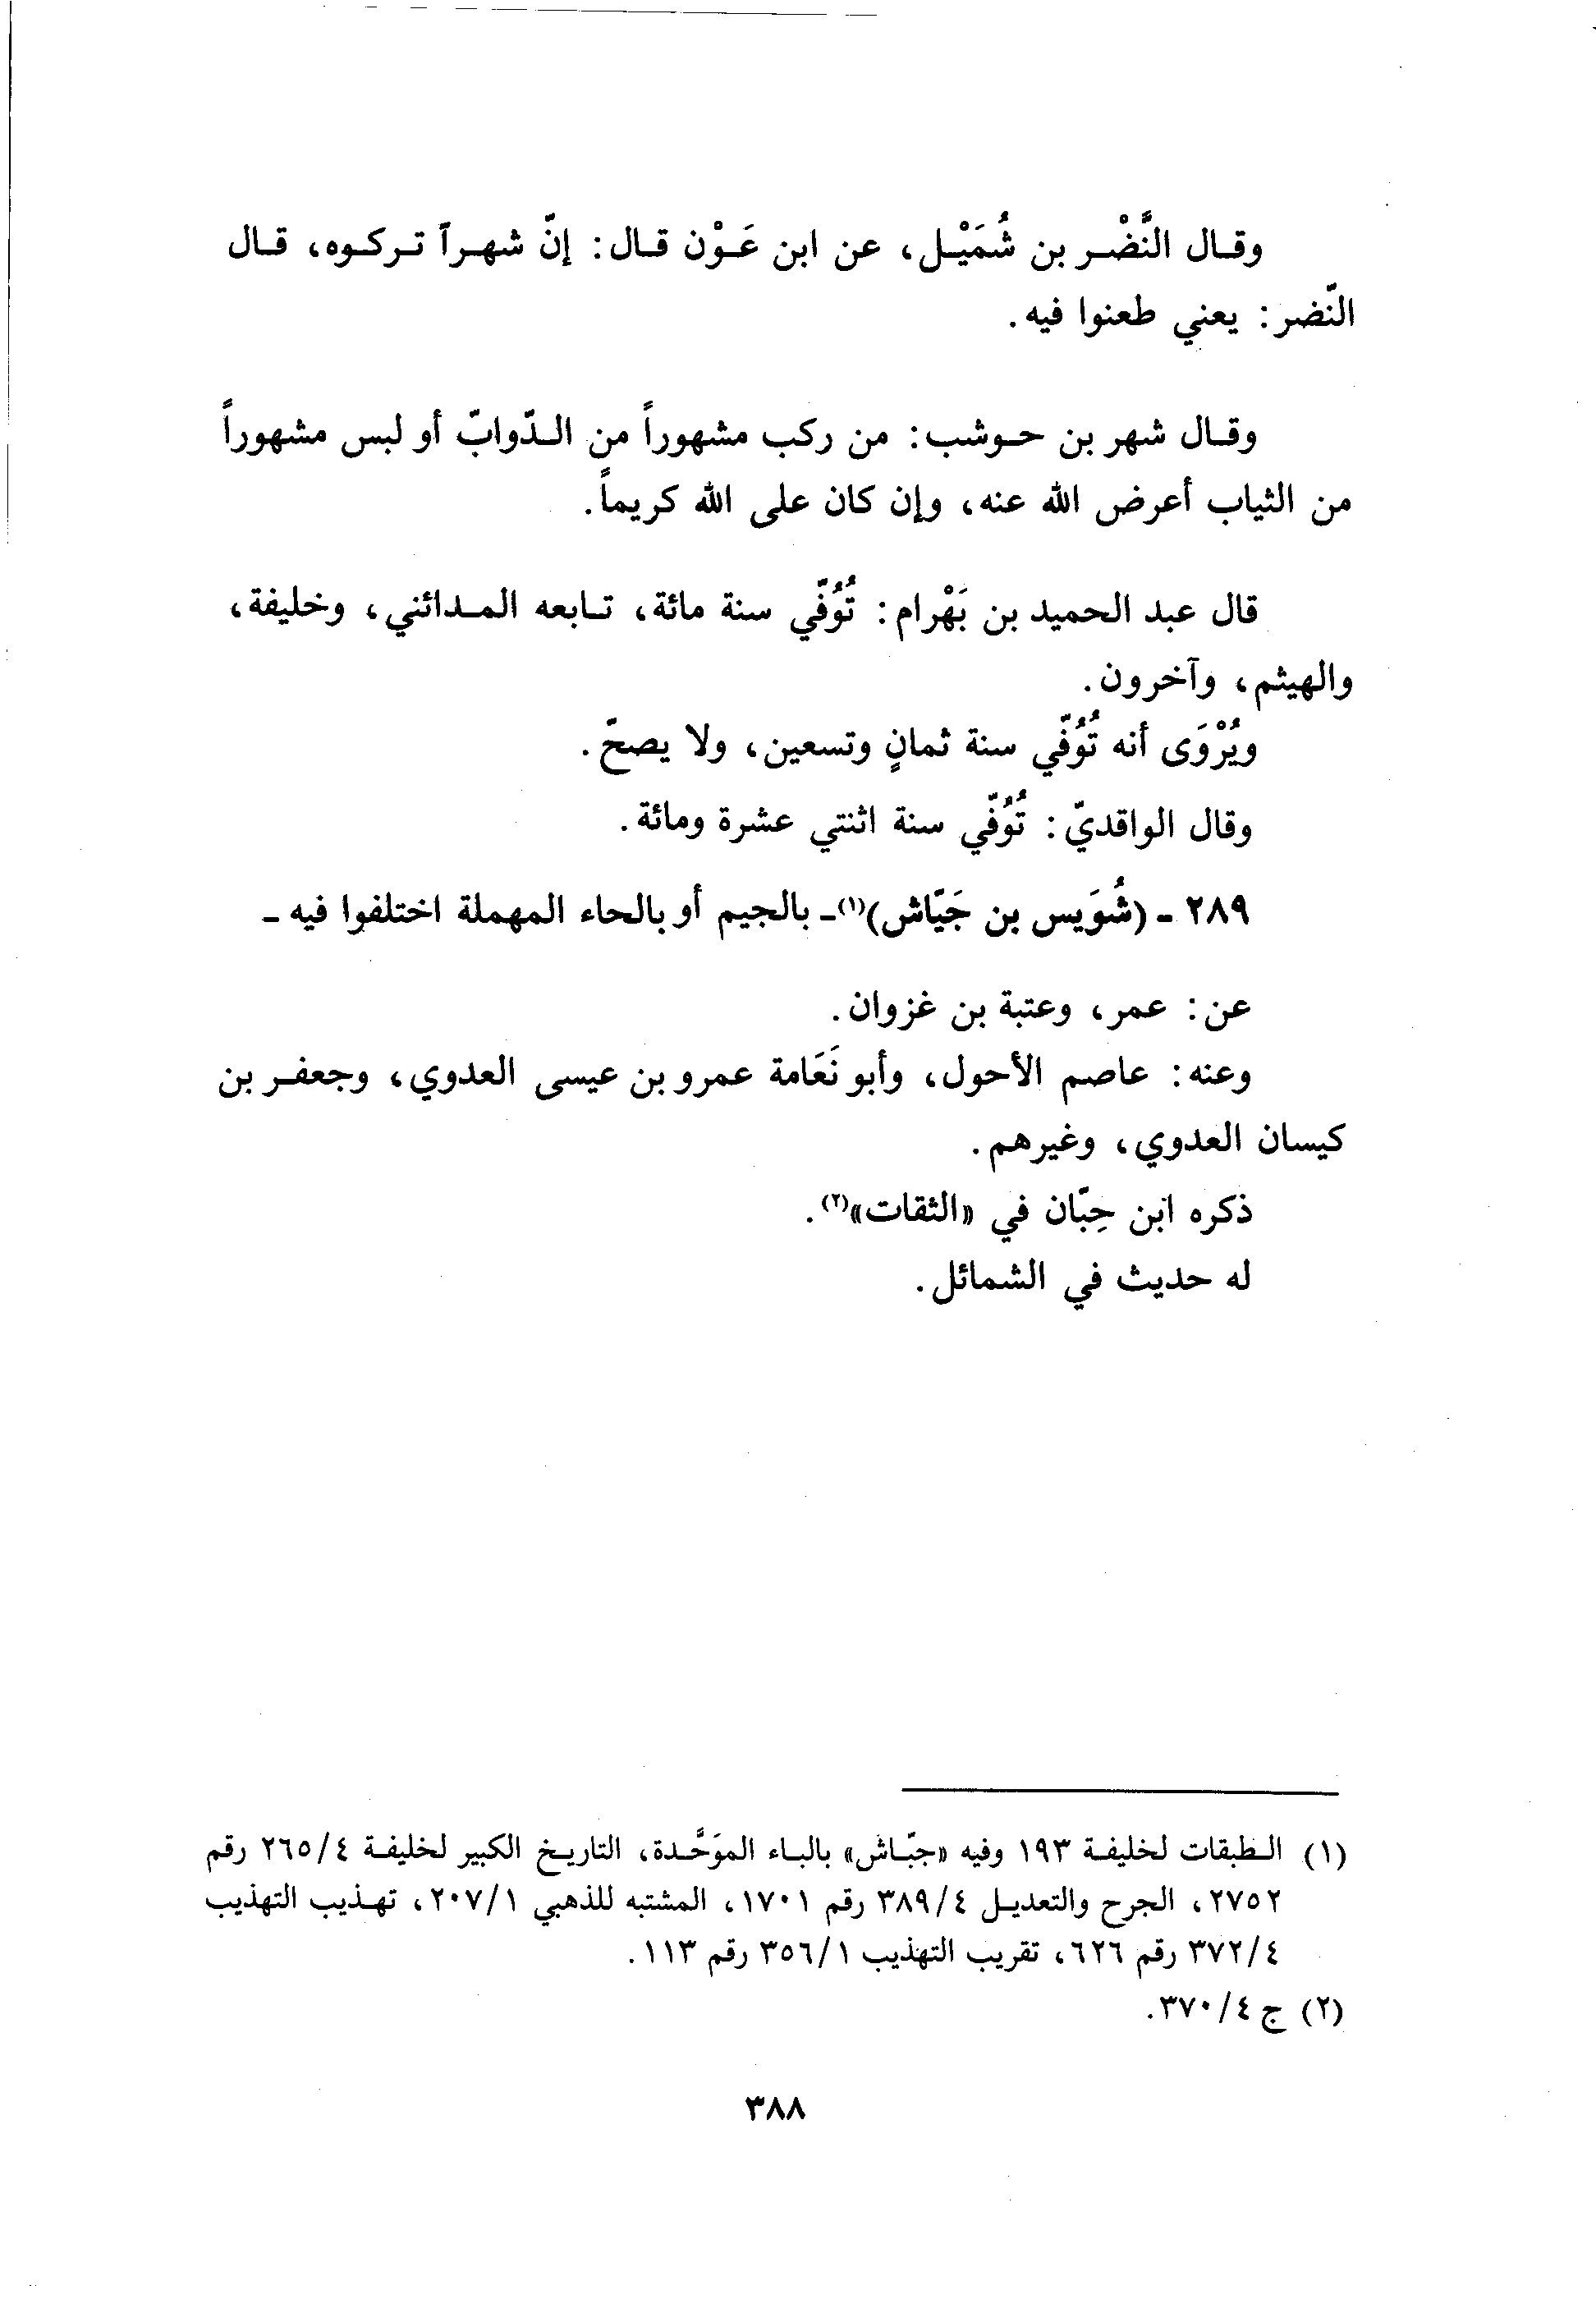 وقال النَّضْر بن شُمَيْل، عن ابن عَوْن قال: إنّ شهراً تركوه، قال
النّضر: يعني طعنوا فيه.
وقال شهر بن حوشب: من ركب مشهوراً من الدّوابّ أو لبس مشهوراً
من الثياب أعرض الله عنه، وإن كان على الله كريماً.
قال عبد الحميد بن بَهْرام: تُوُفّي سنة مائة، تابعه المدائني، وخليفة،
والهيثم، وآخرون.
ويُرْوَى أنه تُوُفّي سنة ثمانٍ وتسعين، ولا يصحّ.
وقال الواقديّ: تُوُفّي سنة اثنتي عشرة ومائة.
٢٨٩ - (شُوَيس بن جَيّاش)(١)- بالجيم أو بالحاء المهملة اختلفوا فيه -
عن: عمر، وعتبة بن غزوان.
وعنه: عاصم الأحول، وأبو نَعَامة عمرو بن عيسى العدوي، وجعفر بن
كيسان العدوي، وغيرهم.
ذكره ابن حِبّان في «الثقات»(٢).
له حديث في الشمائل.
(١) الطبقات لخليفة ١٩٣ وفيه «جبّاش» بالباء الموَحَّدة، التاريخ الكبير لخليفة ٢٦٥/٤ رقم
٢٧٥٢، الجرح والتعديل ٣٨٩/٤ رقم ١٧٠١، المشتبه للذهبي ٢٠٧/١، تهذيب التهذيب
٣٧٢/٤ رقم ٦٢٦، تقريب التهذيب ٣٥٦/١ رقم ١١٣.
(٢) ج ٣٧٠/٤.
٣٨٨